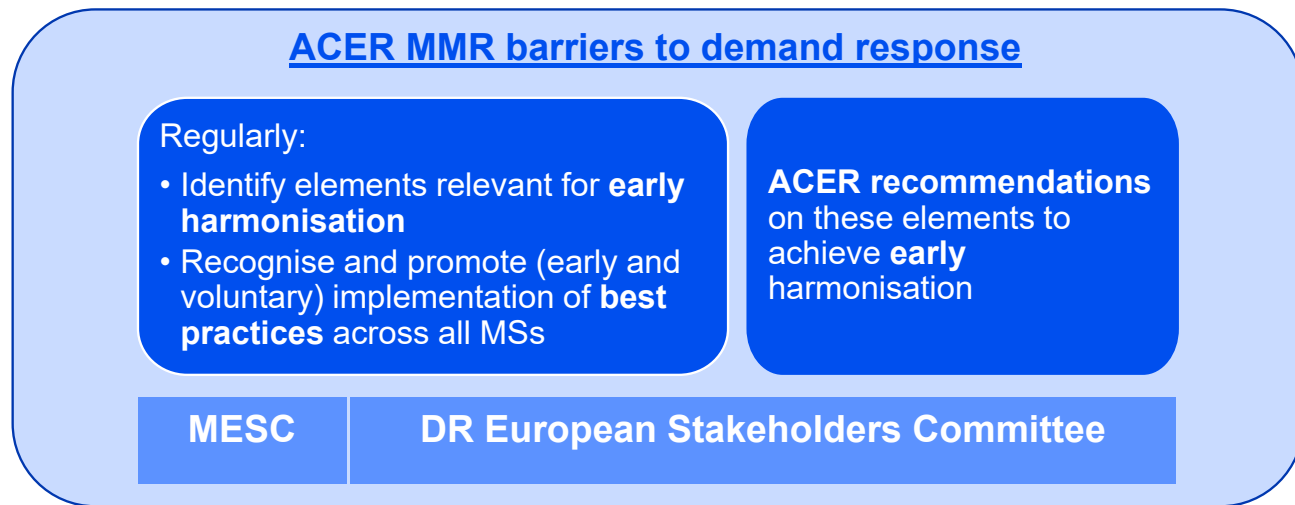 ACER MMR barriers to demand response
Regularly:
• Identify elements relevant for early
harmonisation
• Recognise and promote (early and
voluntary) implementation of best
practices across all MSs
ACER recommendations
on these elements to
achieve early
harmonisation
MESC
DR European Stakeholders Committee